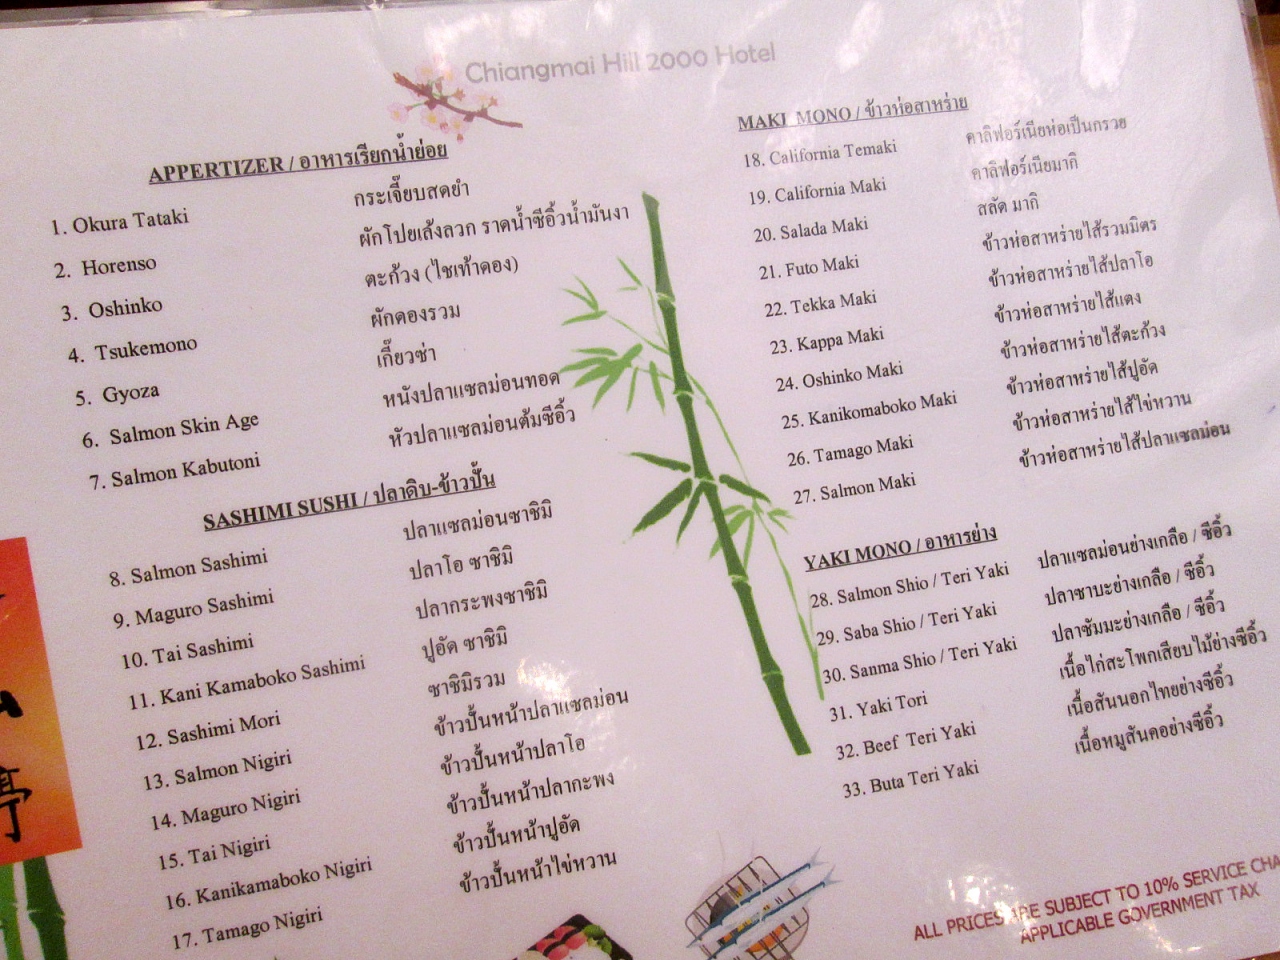 Chiangmai Hill 2000 Hotel
APPERTIZER / อาหารเรียกน้ำย่อย
1. Okura Tataki กระเจี๊ยบสดยำ
2. Horenso ผักโปยเล้งลวก ราดน้ำซีอิ้วน้ำมันงา
3. Oshinko ตะก้วง (ไชเท้าดอง)
4. Tsukemono ผักดองรวม
5. Gyoza เกี๊ยวซ่า
6. Salmon Skin Age หนังปลาแซลม่อนทอด
7. Salmon Kabutoni หัวปลาแซลม่อนต้มซีอิ้ว
SASHIMI SUSHI / ปลาดิบ-ข้าวปั้น
8. Salmon Sashimi ปลาแซลม่อนซาชิมิ
9. Maguro Sashimi ปลาโอ ซาชิมิ
10. Tai Sashimi ปลากระพงซาชิมิ
11. Kani Kamaboko Sashimi ปูอัด ซาชิมิ
12. Sashimi Mori ซาชิมิรวม
13. Salmon Nigiri ข้าวปั้นหน้าปลาแซลม่อน
14. Maguro Nigiri ข้าวปั้นหน้าปลาโอ
15. Tai Nigiri ข้าวปั้นหน้าปลากะพง
16. Kanikamaboko Nigiri ข้าวปั้นหน้าปูอัด
17. Tamago Nigiri ข้าวปั้นหน้าไข่หวาน
MAKI MONO / ข้าวห่อสาหร่าย
18. California Temaki คาลิฟอร์เนียห่อเป็นกรวย
19. California Maki คาลิฟอร์เนียมากิ
20. Salada Maki สลัด มากิ
21. Futo Maki ข้าวห่อสาหร่ายไส้รวมมิตร
22. Tekka Maki ข้าวห่อสาหร่ายไส้ปลาโอ
23. Kappa Maki ข้าวห่อสาหร่ายไส้แตง
24. Oshinko Maki ข้าวห่อสาหร่ายไส้ตะก้วง
25. Kanikomaboko Maki ข้าวห่อสาหร่ายไส้ปูอัด
26. Tamago Maki ข้าวห่อสาหร่ายไส้ไข่หวาน
27. Salmon Maki ข้าวห่อสาหร่ายไส้ปลาแซลม่อน
YAKI MONO / อาหารย่าง
28. Salmon Shio / Teri Yaki ปลาแซลม่อนย่างเกลือ / ซีอิ้ว
29. Saba Shio / Teri Yaki ปลาซาบะย่างเกลือ / ซีอิ้ว
30. Sanma Shio / Teri Yaki ปลาซัมมะย่างเกลือ / ซีอิ้ว
31. Yaki Tori เนื้อไก่สะโพกเสียบไม้ย่างซีอิ้ว
32. Beef Teri Yaki เนื้อสันนอกไทยย่างซีอิ้ว
33. Buta Teri Yaki เนื้อหมูสันคอย่างซีอิ้ว
ALL PRICES ARE SUBJECT TO 10% SERVICE CHA
APPLICABLE GOVERNMENT TAX
亭